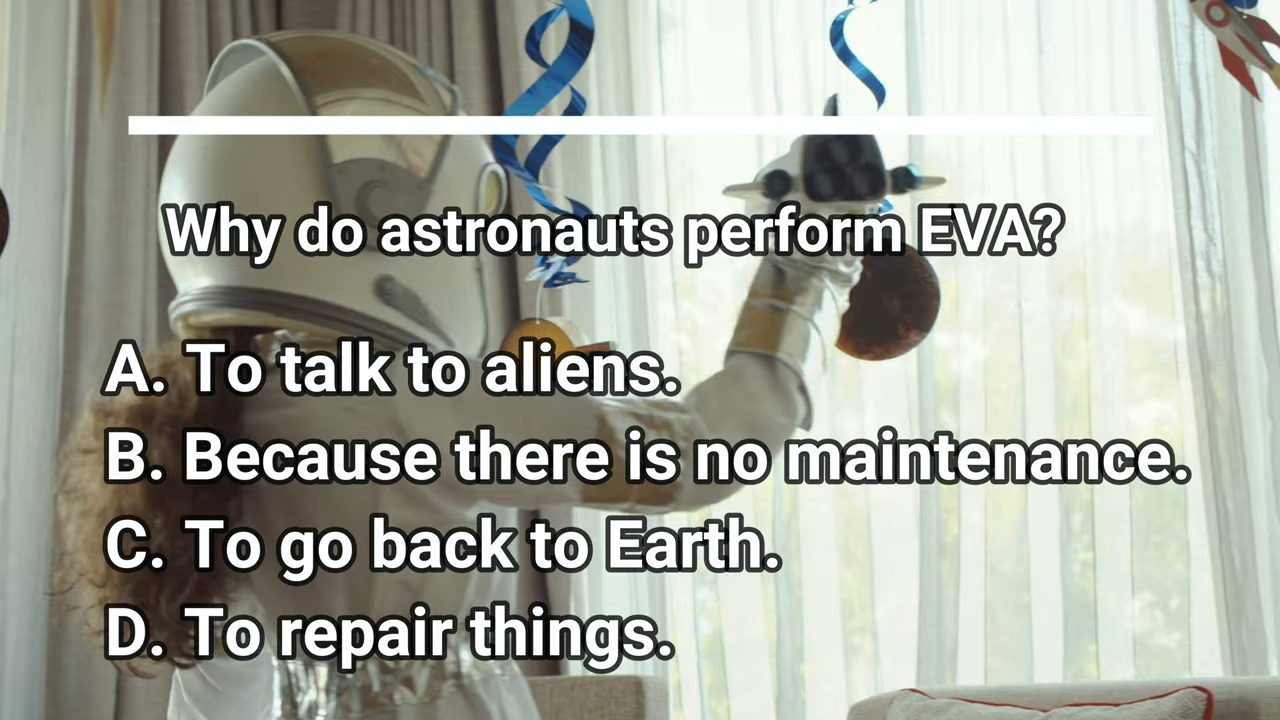 Why do astronauts perform EVA?
A. To talk to aliens.
B. Because there is no maintenance.
C. To go back to Earth.
D. To repair things.